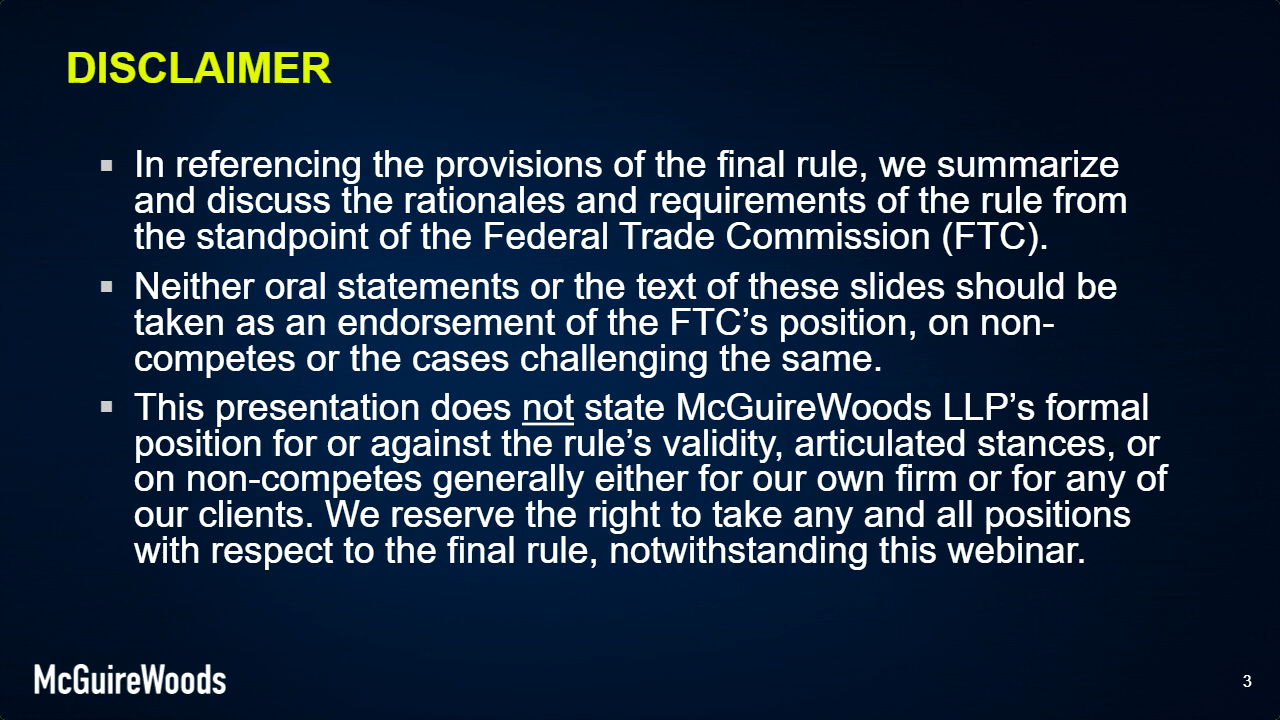 DISCLAIMER
▪ In referencing the provisions of the final rule, we summarize
and discuss the rationales and requirements of the rule from
the standpoint of the Federal Trade Commission (FTC).
▪ Neither oral statements or the text of these slides should be
taken as an endorsement of the FTC’s position, on non-
competes or the cases challenging the same.
▪ This presentation does not state McGuireWoods LLP’s formal
position for or against the rule’s validity, articulated stances, or
on non-competes generally either for our own firm or for any of
our clients. We reserve the right to take any and all positions
with respect to the final rule, notwithstanding this webinar.
McGuireWoods
3